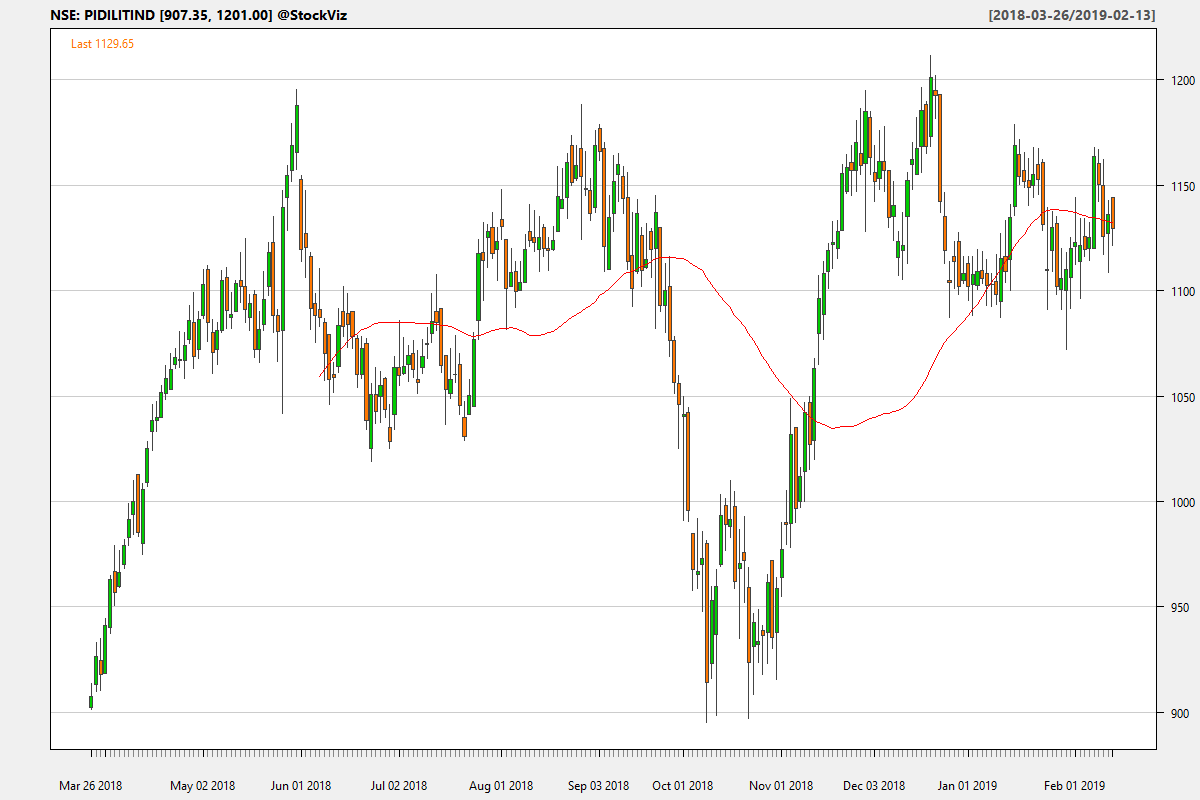 NSE: PIDILITIND [907.35, 1201.00] @StockViz
[2018-03-26/2019-02-13]
Last 1129.65
1200
1150
1100
1050
1000
950
900
Mar 26 2018
May 02 2018
Jun 01 2018
Jul 02 2018
Aug 01 2018
Sep 03 2018
Oct 01 2018
Nov 01 2018
Dec 03 2018
Jan 01 2019
Feb 01 2019